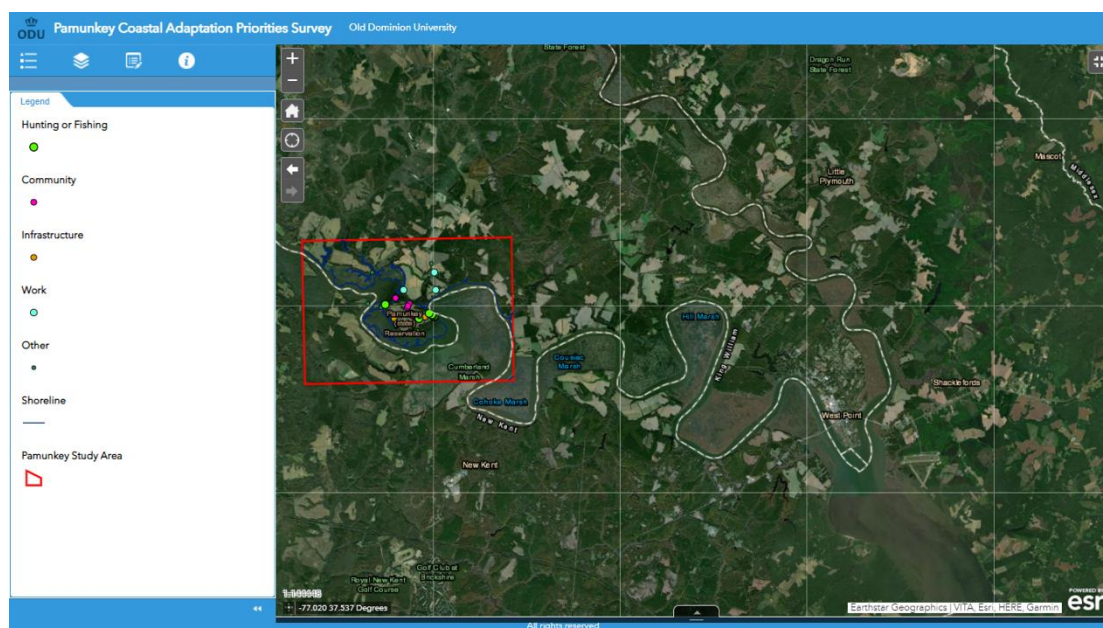 ODU
Pamunkey Coastal Adaptation Priorities Survey
Old Dominion University
Legend
Hunting or Fishing
Community
Infrastructure
Work
Other
Shoreline
Pamunkey Study Area
State Forest
Dragon Run
State Forest
Mascot
Middlesex
Little
Plymouth
Pamunkey
Reservation
Cumberland
Marsh
Cousiac
Marsh
Hill Marsh
King William
Cohoke Marsh
New Kent
New Kent
West Point
Shacklefords
Royal New Kent
Golf Course
Golf Club at
Brickshire
-77.020 37.537 Degrees
Earthstar Geographics | VITA, Esri, HERE, Garmin
POWERED BY
esri
All rights reserved